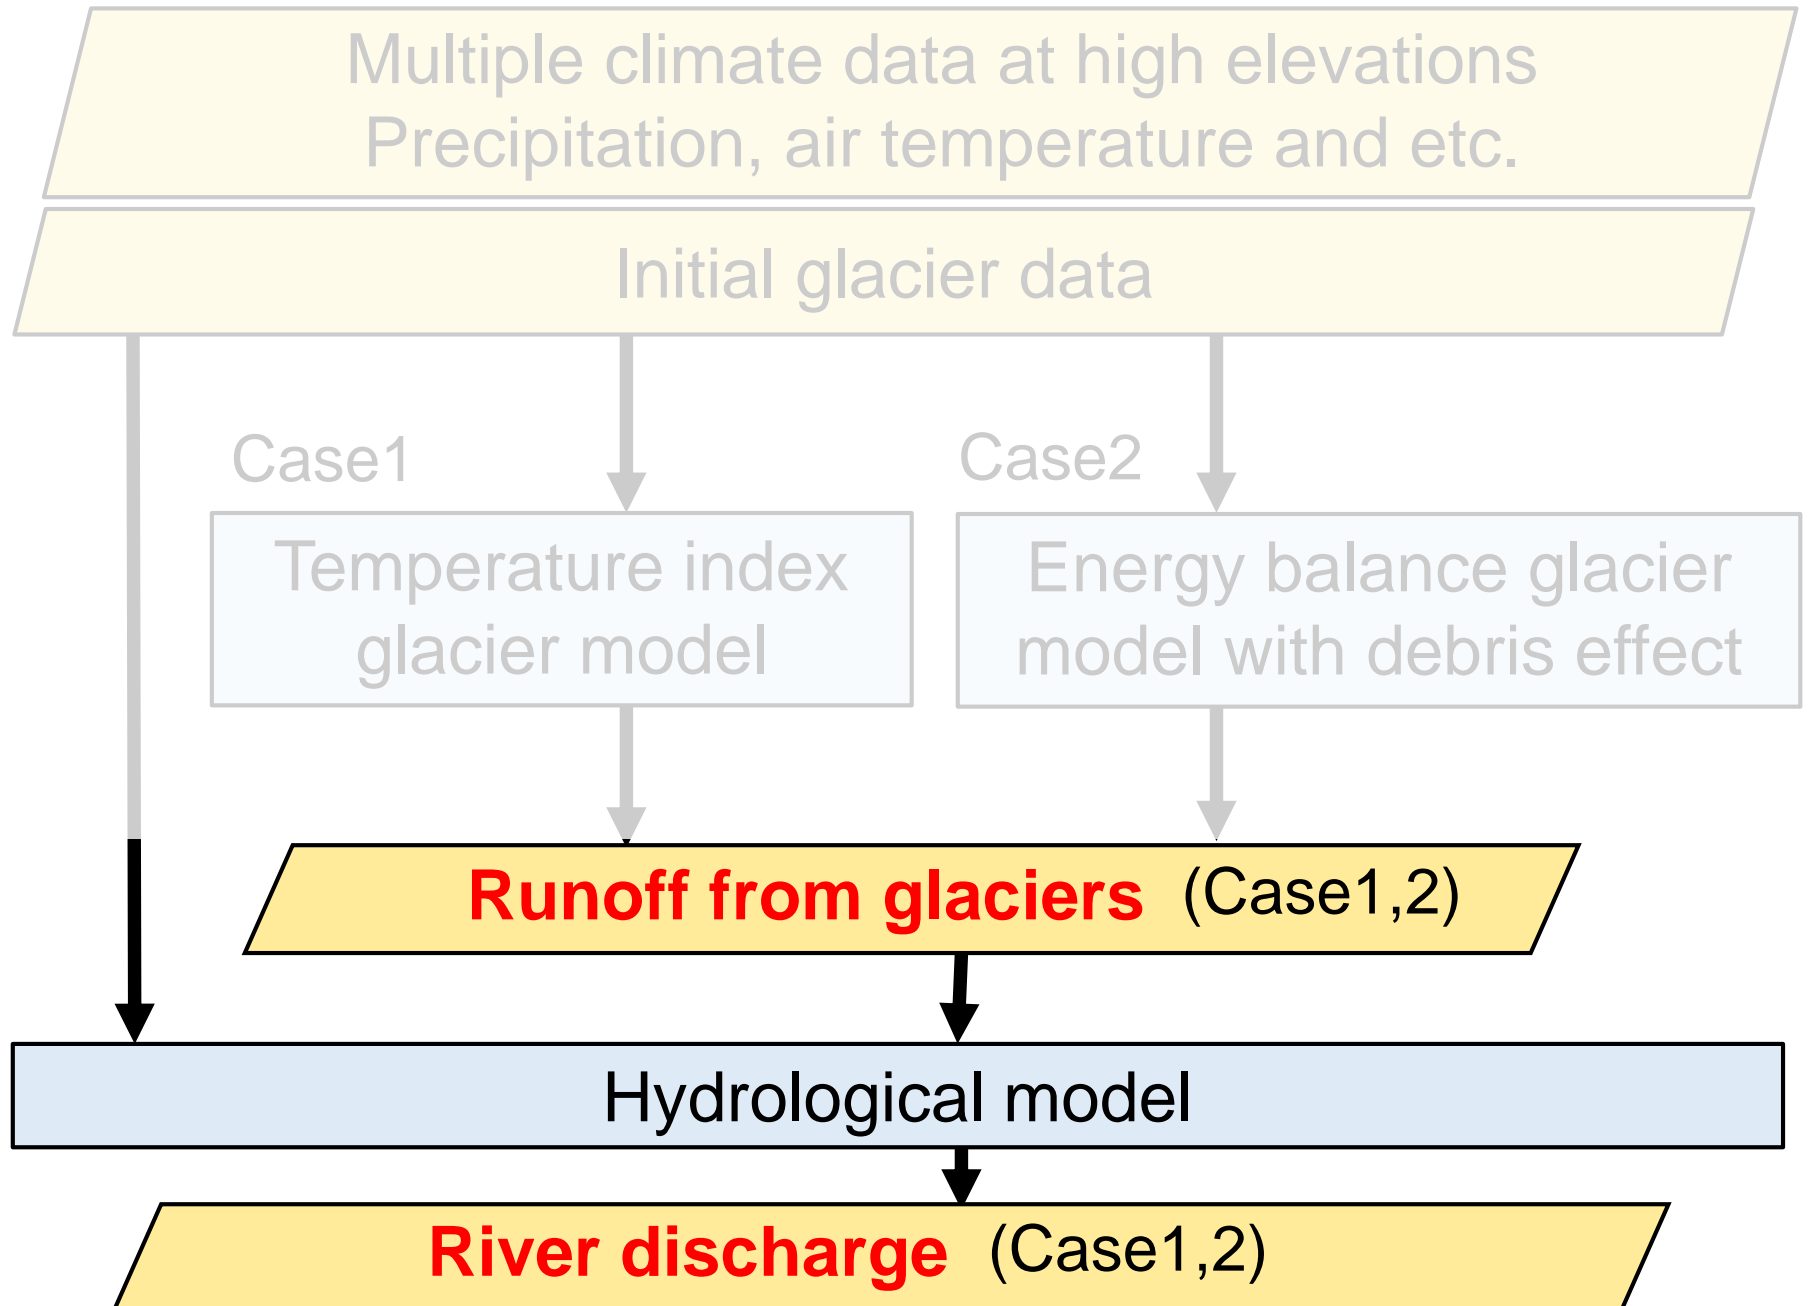 Multiple climate data at high elevations
Precipitation, air temperature and etc.
Initial glacier data
Case1
Case2
Temperature index
glacier model
Energy balance glacier
model with debris effect
Runoff from glaciers (Case1,2)
Hydrological model
River discharge (Case1,2)